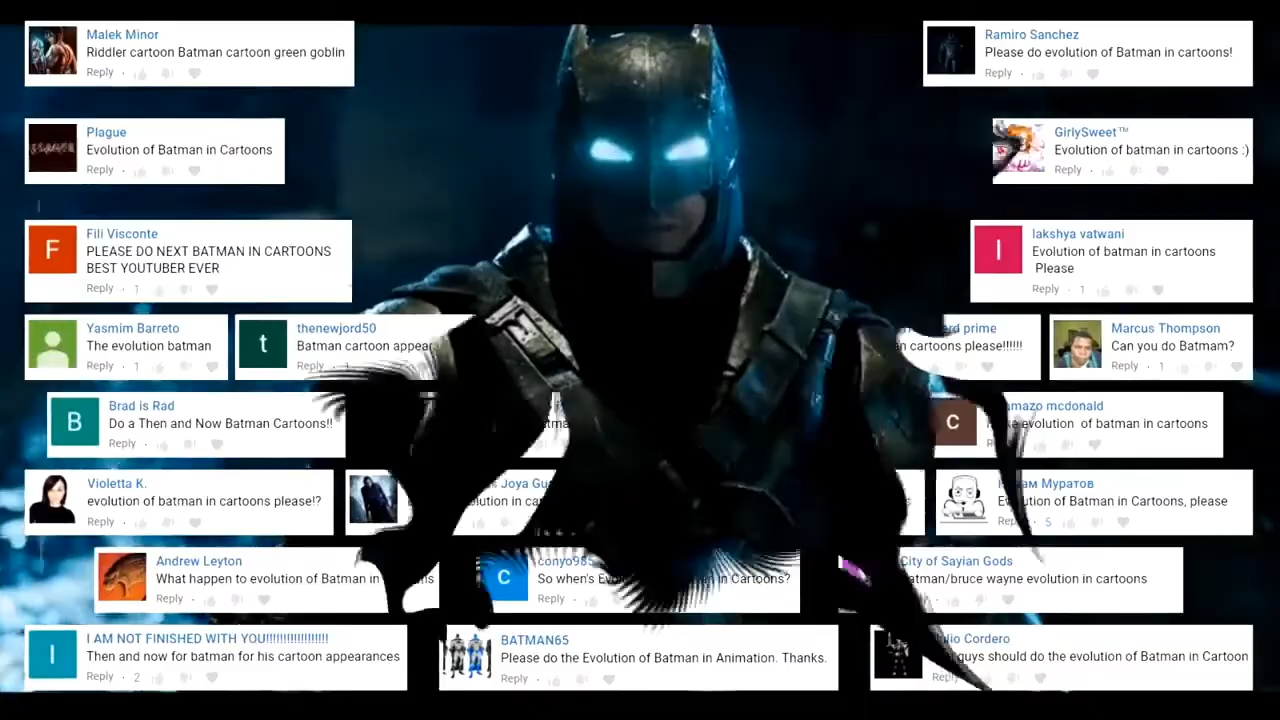 Malek Minor
Riddler cartoon Batman cartoon green goblin
Reply
Ramiro Sanchez
Please do evolution of Batman in cartoons!
Reply
Plague
Evolution of Batman in Cartoons
Reply
GirlySweet™
Evolution of batman in cartoons :)
Reply
F
Fili Visconte
PLEASE DO NEXT BATMAN IN CARTOONS
BEST YOUTUBER EVER
Reply · 1
I
lakshya vatwani
Evolution of batman in cartoons
Please
Reply · 1
Yasmim Barreto
The evolution batman
Reply · 1
t
thenewjord50
Batman cartoon
Reply
prime
cartoons please!!!!!!
Marcus Thompson
Can you do Batmam?
Reply · 1
B
Brad is Rad
Do a Then and Now Batman Cartoons!!
Reply
C
mcdonald
evolution of batman in cartoons
Violetta K.
evolution of batman in cartoons please!?
Reply
Joya
in
Муратов
of Batman in Cartoons, please
5
Andrew Leyton
What happen to evolution of Batman in
Reply
C
So when's in Cartoons?
Reply
City of Sayian Gods
wayne evolution in cartoons
I
I AM NOT FINISHED WITH YOU!!!!!!!!!!!!!!!!!!!
Then and now for batman for his cartoon appearances
Reply · 2
BATMAN65
Please do the Evolution of Batman in Animation. Thanks.
Reply
Cordero
guys should do the evolution of Batman in Cartoon
Reply